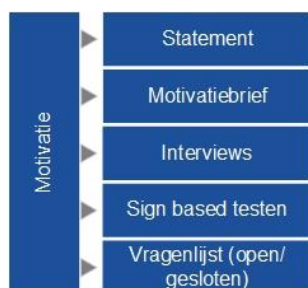 Motivatie
Statement
Motivatiebrief
Interviews
Sign based testen
Vragenlijst (open/
gesloten)